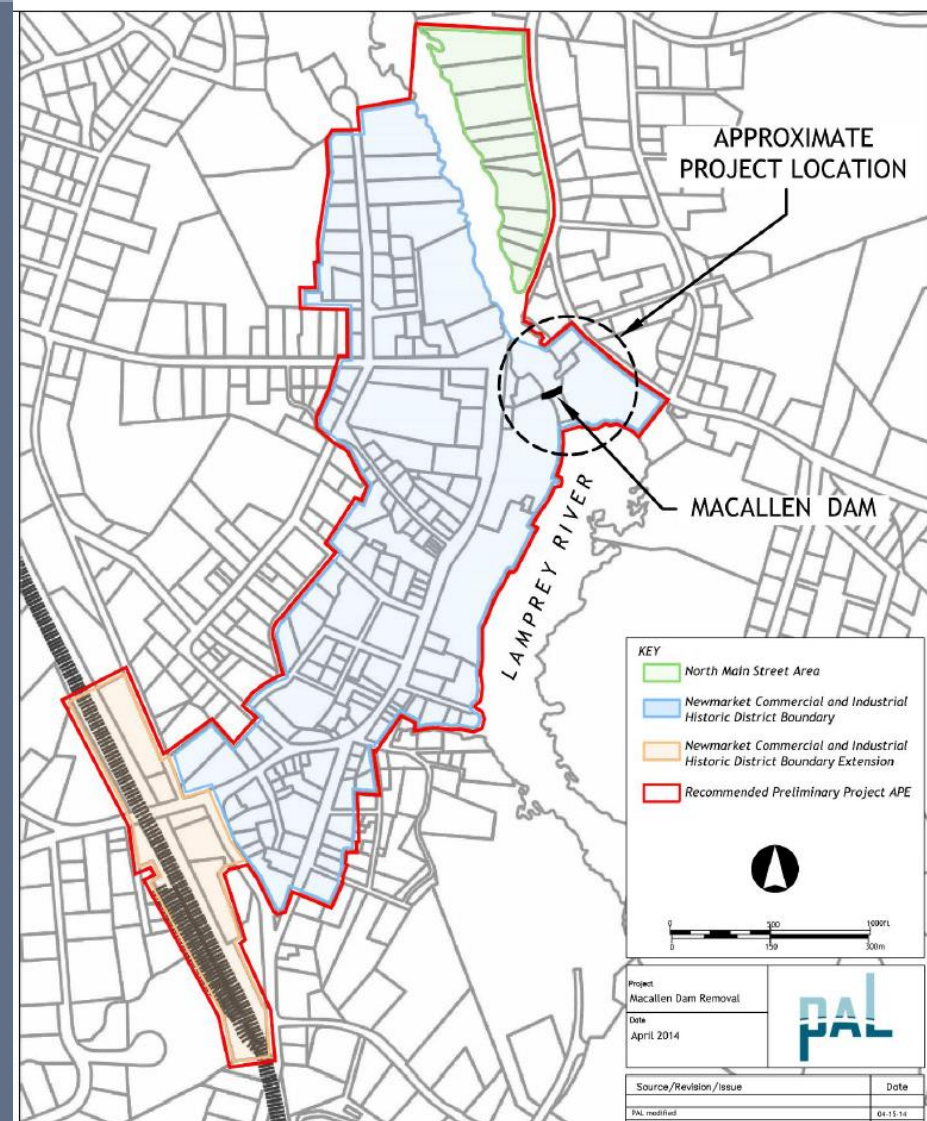 APPROXIMATE
PROJECT LOCATION
MACALLEN DAM
LAMPREY RIVER
KEY
North Main Street Area
Newmarket Commercial and Industrial
Historic District Boundary
Newmarket Commercial and Industrial
Historic District Boundary Extension
Recommended Preliminary Project APE
0 500 1000ft
0 150 300m
Project
Macallen Dam Removal
Date
April 2014
PAL
Source/Revision/Issue Date
PAL modified 04-15-14